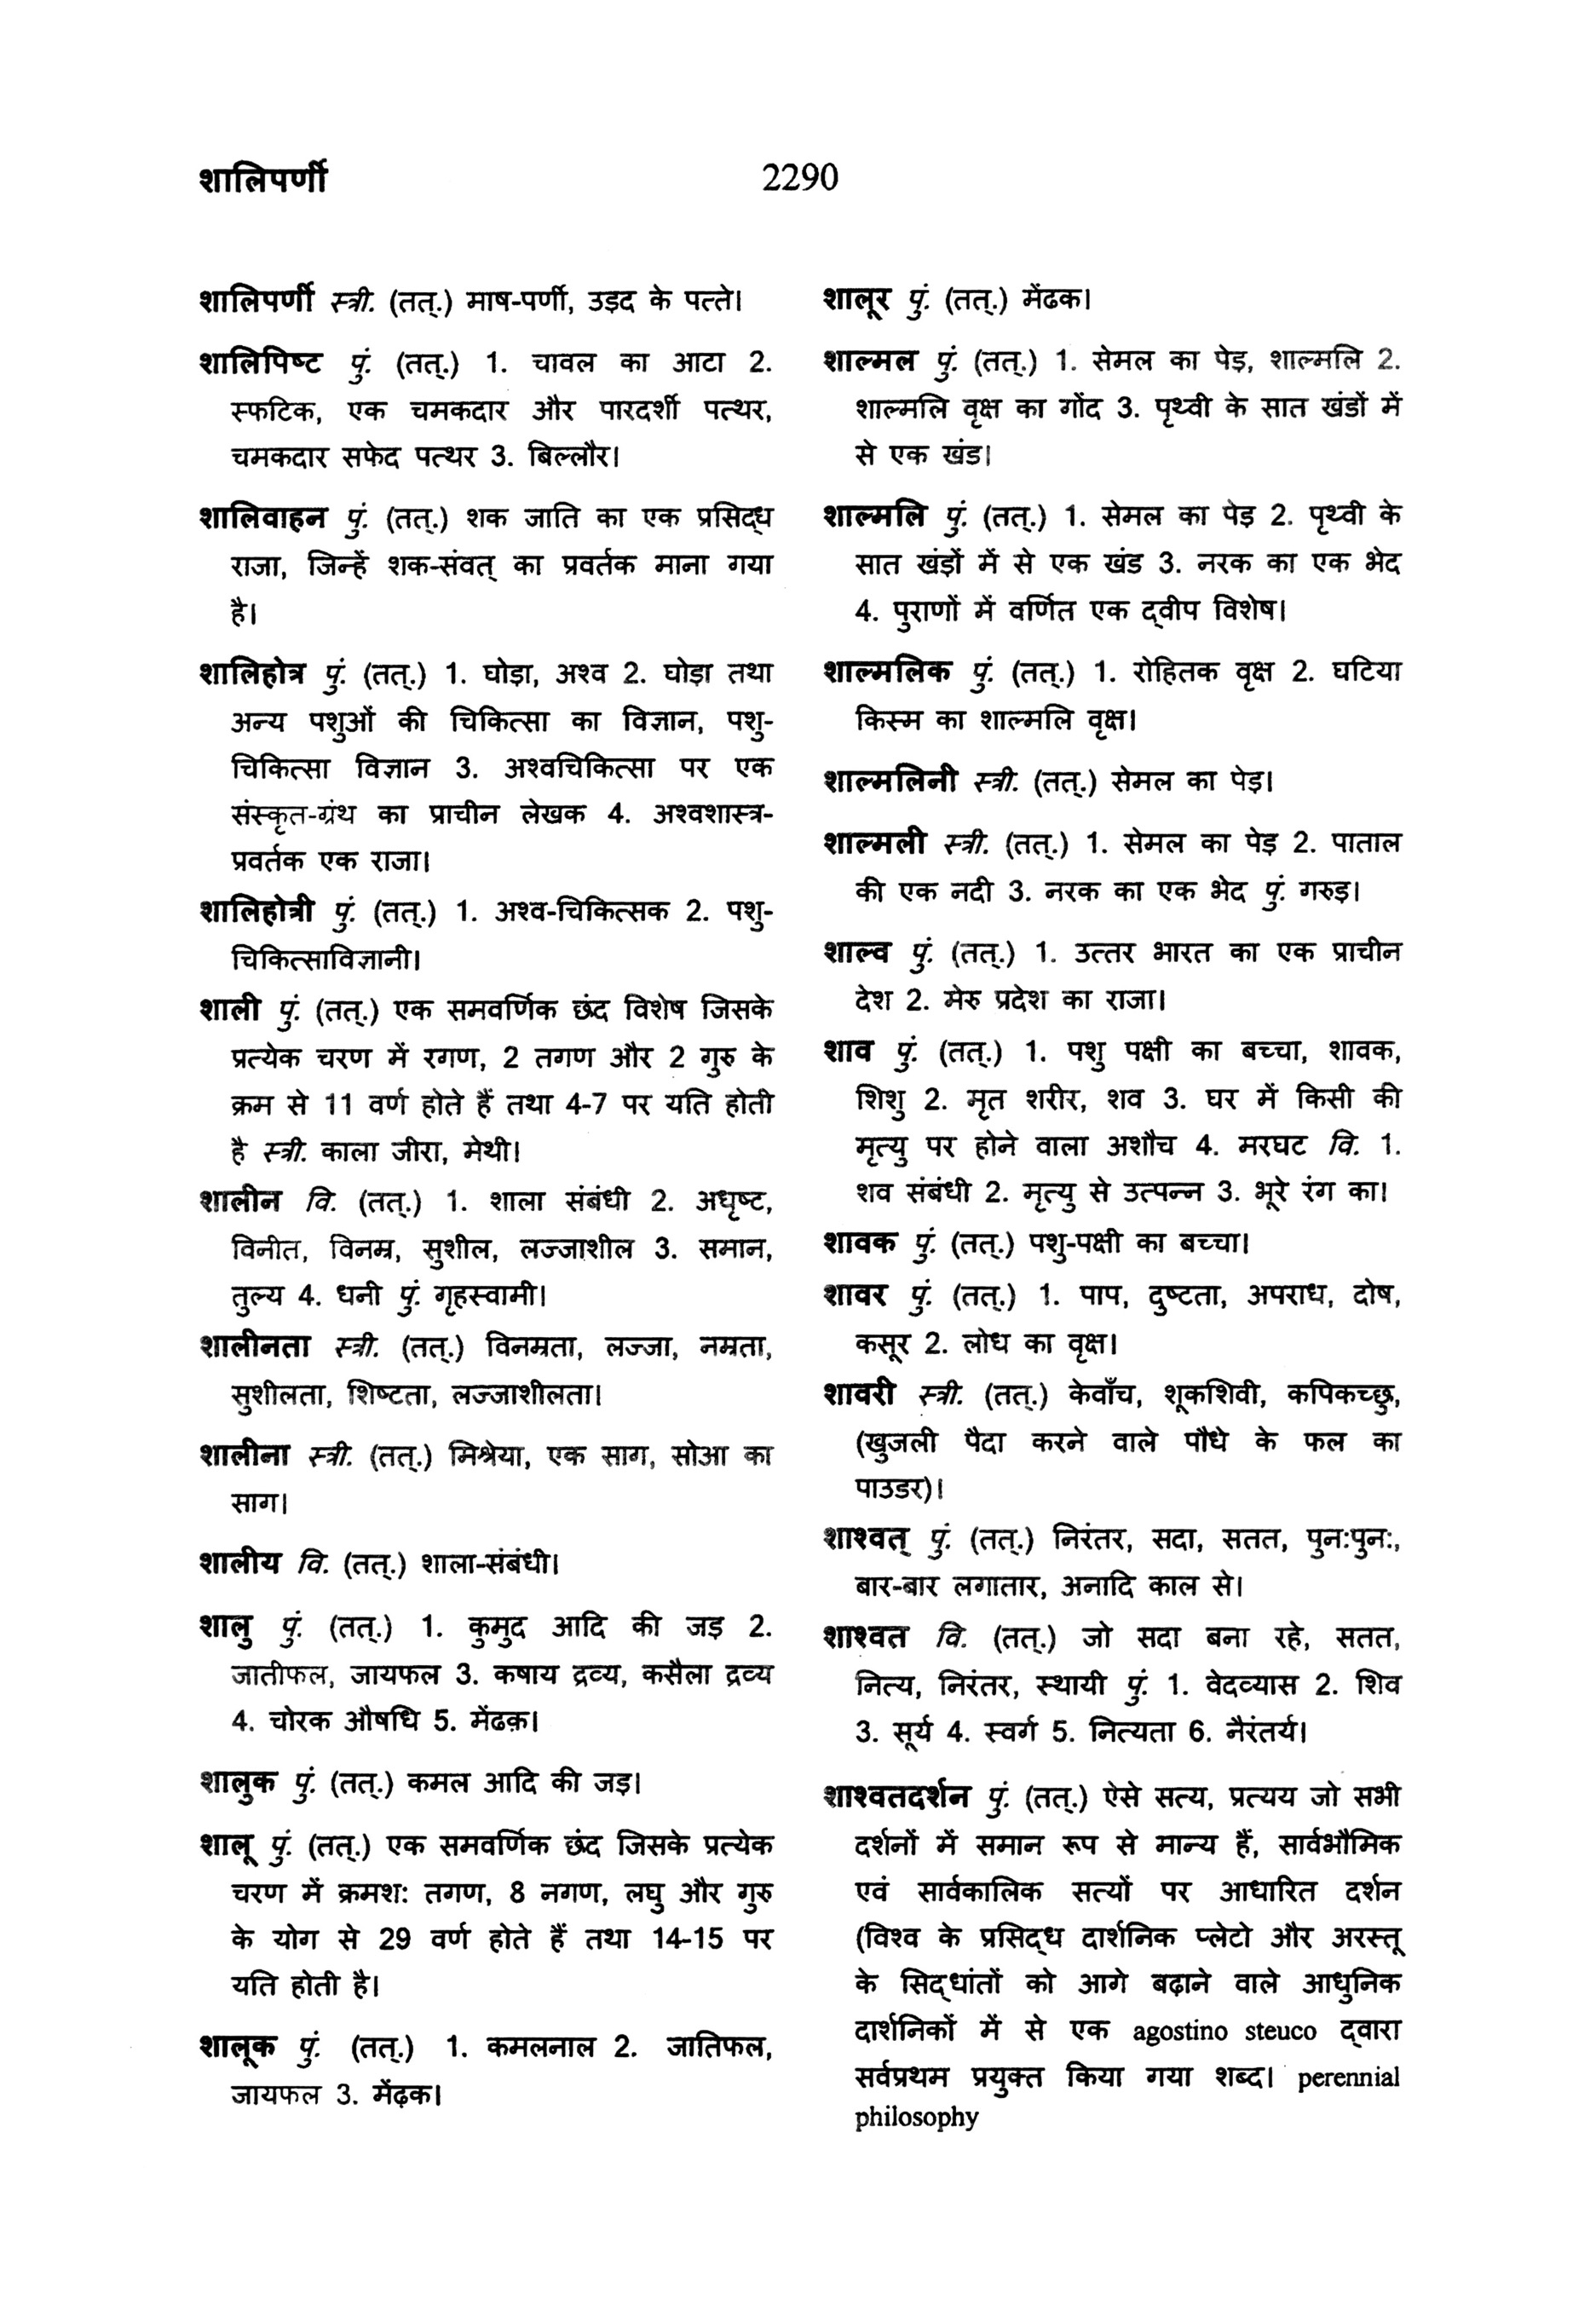 शालिपर्णी
2290
शालिपर्णी स्त्री. (तत्.) माष-पर्णी, उड़द के पत्ते।
शालिपिष्ट पुं. (तत्.) 1. चावल का आटा 2.
स्फटिक, एक चमकदार और पारदर्शी पत्थर,
चमकदार सफेद पत्थर 3. बिल्लौर।
शालिवाहन पुं. (तत्.) शक जाति का एक प्रसिद्ध
राजा, जिन्हें शक-संवत् का प्रवर्तक माना गया
है।
शालिहोत्र पुं. (तत्.) 1. घोड़ा, अश्व 2. घोड़ा तथा
अन्य पशुओं की चिकित्सा का विज्ञान, पशु-
चिकित्सा विज्ञान 3. अश्वचिकित्सा पर एक
संस्कृत-ग्रंथ का प्राचीन लेखक 4. अश्वशास्त्र-
प्रवर्तक एक राजा।
शालिहोत्री पुं. (तत्.) 1. अश्व-चिकित्सक 2. पशु-
चिकित्साविज्ञानी।
शाली पुं. (तत्.) एक समवर्णिक छंद विशेष जिसके
प्रत्येक चरण में रगण, 2 तगण और 2 गुरु के
क्रम से 11 वर्ण होते हैं तथा 4-7 पर यति होती
है स्त्री. काला जीरा, मेथी।
शालीन वि. (तत्.) 1. शाला संबंधी 2. अधृष्ट,
विनीत, विनम्र, सुशील, लज्जाशील 3. समान,
तुल्य 4. धनी पुं. गृहस्वामी।
शालीनता स्त्री. (तत्.) विनम्रता, लज्जा, नम्रता,
सुशीलता, शिष्टता, लज्जाशीलता।
शालीना स्त्री. (तत्.) मिश्रेया, एक साग, सोआ का
साग।
शालीय वि. (तत्.) शाला-संबंधी।
शालु पुं. (तत्.) 1. कुमुद आदि की जड़ 2.
जातीफल, जायफल 3. कषाय द्रव्य, कसैला द्रव्य
4. चोरक औषधि 5. मेंढक़।
शालुक पुं. (तत्.) कमल आदि की जड़।
शालू पुं. (तत्.) एक समवर्णिक छंद जिसके प्रत्येक
चरण में क्रमश: तगण, 8 नगण, लघु और गुरु
के योग से 29 वर्ण होते हैं तथा 14-15 पर
यति होती है।
शालूक पुं. (तत्.) 1. कमलनाल 2. जातिफल,
जायफल 3. मेंढ़क।
शालूर पुं. (तत्.) मेंढक।
शाल्मल पुं. (तत्.) 1. सेमल का पेड़, शाल्मलि 2.
शाल्मलि वृक्ष का गोंद 3. पृथ्वी के सात खंडों में
से एक खंड।
शाल्मलि पुं. (तत्.) 1. सेमल का पेड़ 2. पृथ्वी के
सात खंड़ों में से एक खंड 3. नरक का एक भेद
4. पुराणों में वर्णित एक द्वीप विशेष।
शाल्मलिक पुं. (तत्.) 1. रोहितक वृक्ष 2. घटिया
किस्म का शाल्मलि वृक्ष।
शाल्मलिनी स्त्री. (तत्.) सेमल का पेड़।
शाल्मली स्त्री. (तत्.) 1. सेमल का पेड़ 2. पाताल
की एक नदी 3. नरक का एक भेद पुं. गरुड़।
शाल्व पुं. (तत्.) 1. उत्तर भारत का एक प्राचीन
देश 2. मेरु प्रदेश का राजा।
शाव पुं. (तत्.) 1. पशु पक्षी का बच्चा, शावक,
शिशु 2. मृत शरीर, शव 3. घर में किसी की
मृत्यु पर होने वाला अशौच 4. मरघट वि. 1.
शव संबंधी 2. मृत्यु से उत्पन्न 3. भूरे रंग का।
शावक पुं. (तत्.) पशु-पक्षी का बच्चा।
शावर पुं. (तत्.) 1. पाप, दुष्टता, अपराध, दोष,
कसूर 2. लोध का वृक्ष।
शावरी स्त्री. (तत्.) केवाँच, शूकशिवी, कपिकच्छु,
(खुजली पैदा करने वाले पौधे के फल का
पाउडर)।
शाश्वत् पुं. (तत्.) निरंतर, सदा, सतत, पुन:पुन:,
बार-बार लगातार, अनादि काल से।
शाश्वत वि. (तत्.) जो सदा बना रहे, सतत,
नित्य, निरंतर, स्थायी पुं. 1. वेदव्यास 2. शिव
3. सूर्य 4. स्वर्ग 5. नित्यता 6. नैरंतर्य।
शाश्वतदर्शन पुं. (तत्.) ऐसे सत्य, प्रत्यय जो सभी
दर्शनों में समान रूप से मान्य हैं, सार्वभौमिक
एवं सार्वकालिक सत्यों पर आधारित दर्शन
(विश्व के प्रसिद्ध दार्शनिक प्लेटो और अरस्तू
के सिद्धांतों को आगे बढ़ाने वाले आधुनिक
दार्शनिकों में से एक agostino steuco द्वारा
सर्वप्रथम प्रयुक्त किया गया शब्द। perennial
philosophy